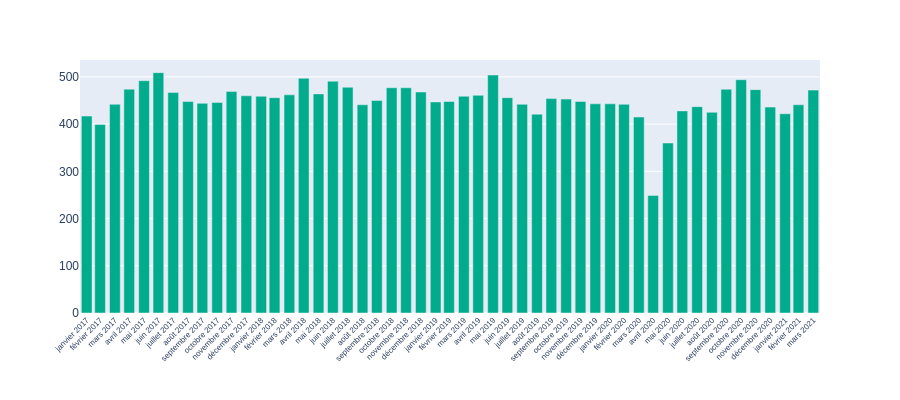 500
400
300
200
100
0
janvier 2017
février 2017
mars 2017
avril 2017
mai 2017
juin 2017
juillet 2017
août 2017
septembre 2017
octobre 2017
novembre 2017
décembre 2017
janvier 2018
février 2018
mars 2018
avril 2018
mai 2018
juin 2018
juillet 2018
août 2018
septembre 2018
octobre 2018
novembre 2018
décembre 2018
janvier 2019
février 2019
mars 2019
avril 2019
mai 2019
juin 2019
juillet 2019
août 2019
septembre 2019
octobre 2019
novembre 2019
décembre 2019
janvier 2020
février 2020
mars 2020
avril 2020
mai 2020
juin 2020
juillet 2020
août 2020
septembre 2020
octobre 2020
novembre 2020
décembre 2020
janvier 2021
février 2021
mars 2021